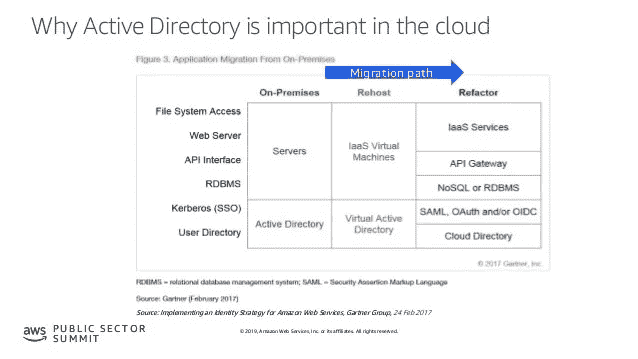 Why Active Directory is important in the cloud
Figure 3. Application Migration From On-Premises
Migration path
On-Premises Rehost Refactor
File System Access
Web Server
API Interface
RDBMS
Kerberos (SSO)
User Directory
Servers
Active Directory
IaaS Virtual
Machines
Virtual Active
Directory
IaaS Services
API Gateway
NoSQL or RDBMS
SAML, OAuth and/or OIDC
Cloud Directory
© 2017 Gartner, Inc.
RDBMS = relational database management system; SAML = Security Assertion Markup Language
Source: Gartner (February 2017)
Source: Implementing an Identity Strategy for Amazon Web Services, Gartner Group, 24 Feb 2017
aws PUBLIC SECTOR
SUMMIT
© 2019, Amazon Web Services, Inc. or its affiliates. All rights reserved.